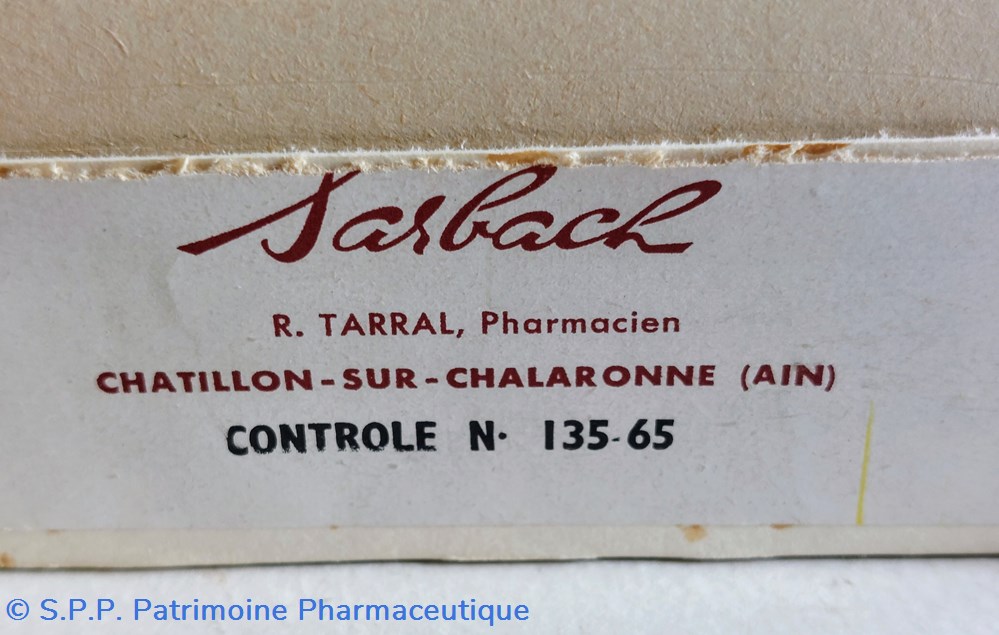 Sarbach
R. TARRAL, Pharmacien
CHATILLON-SUR-CHALARONNE (AIN)
CONTROLE N· 135-65
© S.P.P. Patrimoine Pharmaceutique